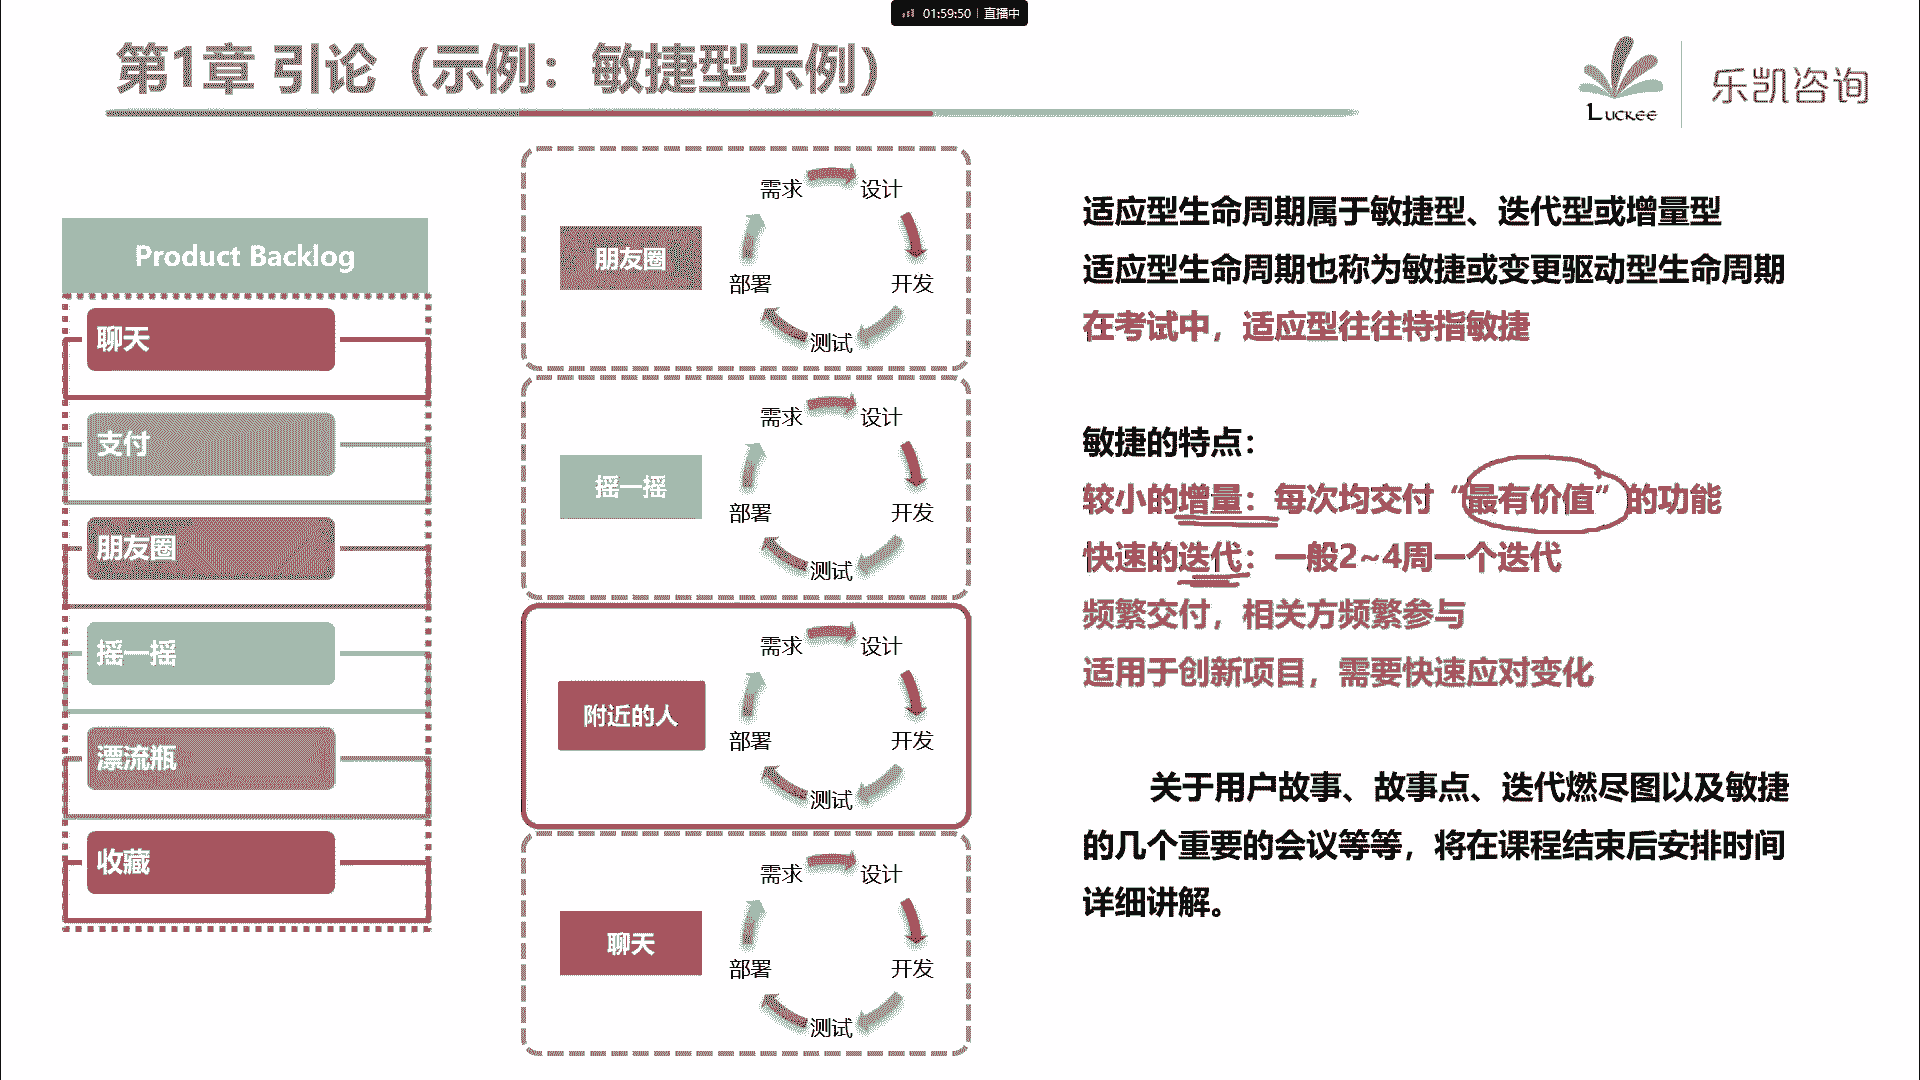 01:59:50 直播中
第1章 引论（示例：敏捷型示例）
Luckee
乐凯咨询
Product Backlog
聊天
支付
朋友圈
摇一摇
漂流瓶
收藏
朋友圈
需求
设计
开发
测试
部署
摇一摇
需求
设计
开发
测试
部署
附近的人
需求
设计
开发
测试
部署
聊天
需求
设计
开发
测试
部署
适应型生命周期属于敏捷型、迭代型或增量型
适应型生命周期也称为敏捷或变更驱动型生命周期
在考试中，适应型往往特指敏捷
敏捷的特点：
较小的增量：每次均交付“最有价值”的功能
快速的迭代：一般2~4周一个迭代
频繁交付，相关方频繁参与
适用于创新项目，需要快速应对变化
关于用户故事、故事点、迭代燃尽图以及敏捷
的几个重要的会议等等，将在课程结束后安排时间
详细讲解。